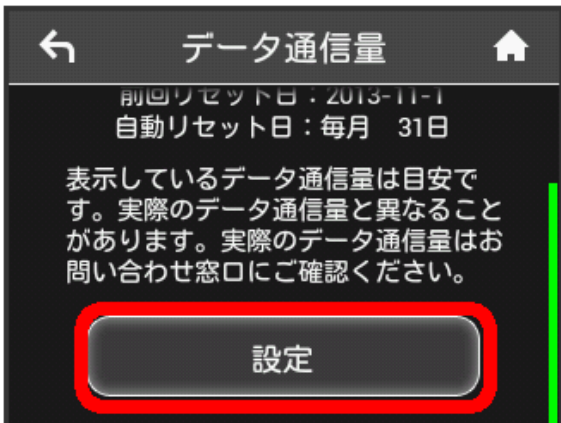 データ通信量
前回リセット日：2013-11-1
自動リセット日：毎月　31日
表示しているデータ通信量は目安で
す。実際のデータ通信量と異なること
があります。実際のデータ通信量はお
問い合わせ窓口にご確認ください。
設定